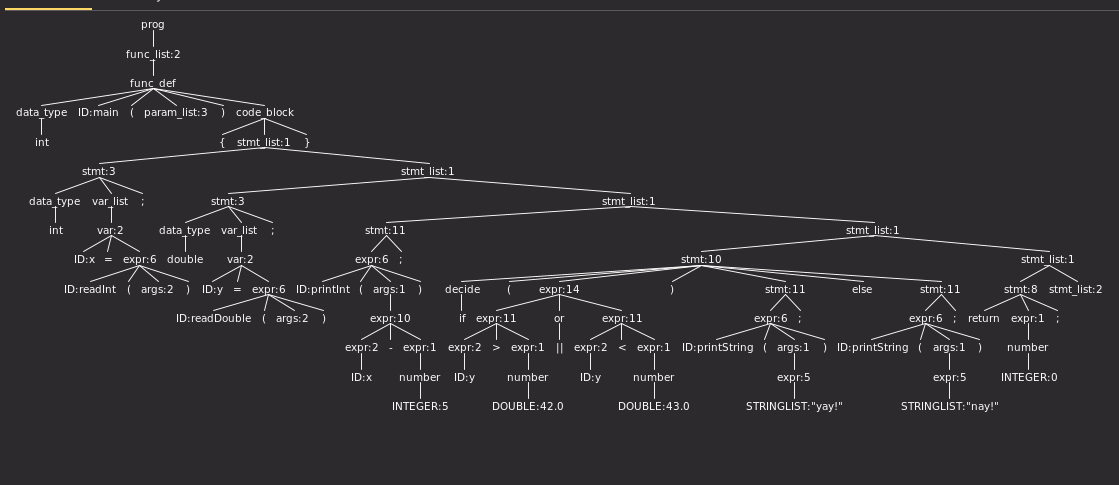 prog
func_list:2
func_def
data_type ID:main ( param_list:3 ) code_block
int { stmt_list:1 }
stmt:3 stmt_list:1
data_type var_list ; stmt:3 stmt_list:1
int var:2 data_type var_list ; stmt:11 stmt_list:1
ID:x = expr:6 double var:2 expr:6 ; stmt:10 stmt_list:1
ID:readInt ( args:2 ) ID:y = expr:6 ID:printInt ( args:1 ) decide ( expr:14 ) stmt:11 else stmt:11 stmt:8 stmt_list:2
ID:readDouble ( args:2 ) expr:10 if expr:11 or expr:11 expr:6 ; expr:6 ; return expr:1 ;
expr:2 - expr:1 expr:2 > expr:1 || expr:2 < expr:1 ID:printString ( args:1 ) ID:printString ( args:1 ) number
ID:x number ID:y number ID:y number expr:5 expr:5 INTEGER:0
INTEGER:5 DOUBLE:42.0 DOUBLE:43.0 STRINGLIST:"yay!" STRINGLIST:"nay!"